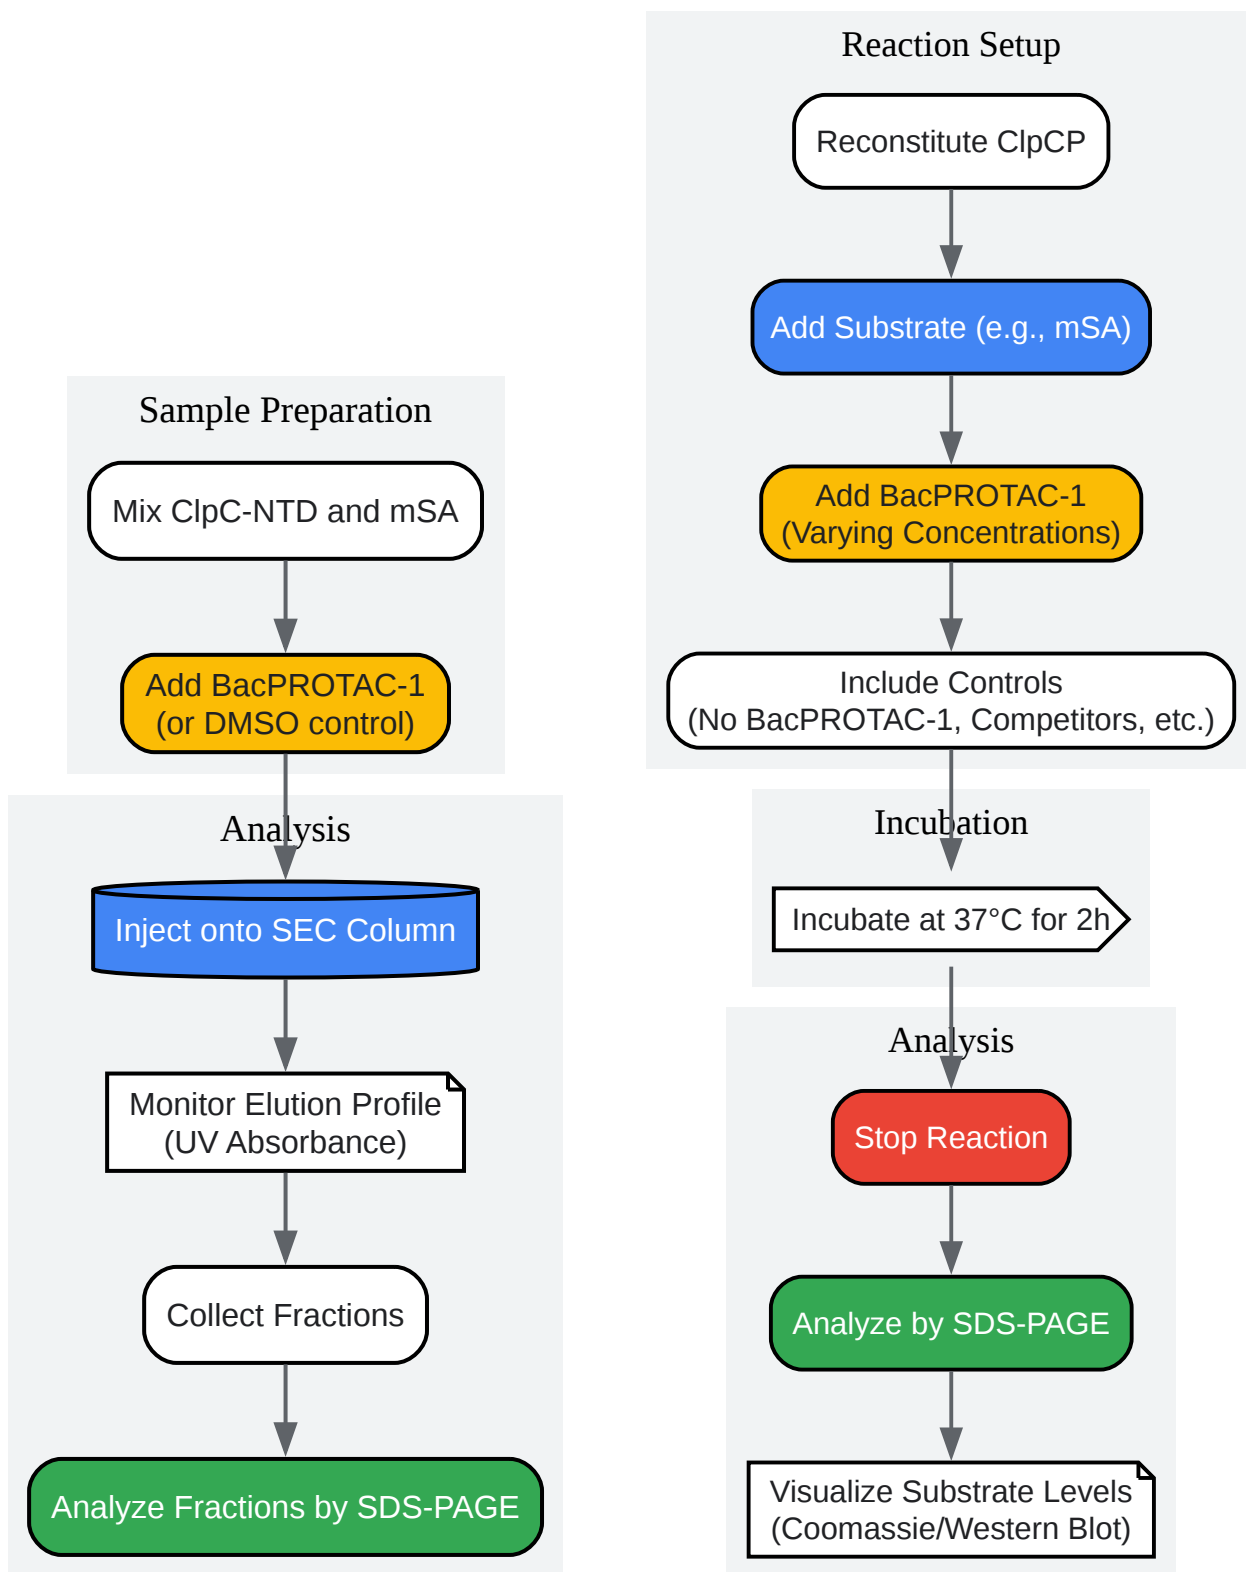 Sample Preparation
Mix ClpC-NTD and mSA
Add BacPROTAC-1
(or DMSO control)
Analysis
Inject onto SEC Column
Monitor Elution Profile
(UV Absorbance)
Collect Fractions
Analyze Fractions by SDS-PAGE
Reaction Setup
Reconstitute ClpCP
Add Substrate (e.g., mSA)
Add BacPROTAC-1
(Varying Concentrations)
Include Controls
(No BacPROTAC-1, Competitors, etc.)
Incubation
Incubate at 37°C for 2h
Analysis
Stop Reaction
Analyze by SDS-PAGE
Visualize Substrate Levels
(Coomassie/Western Blot)